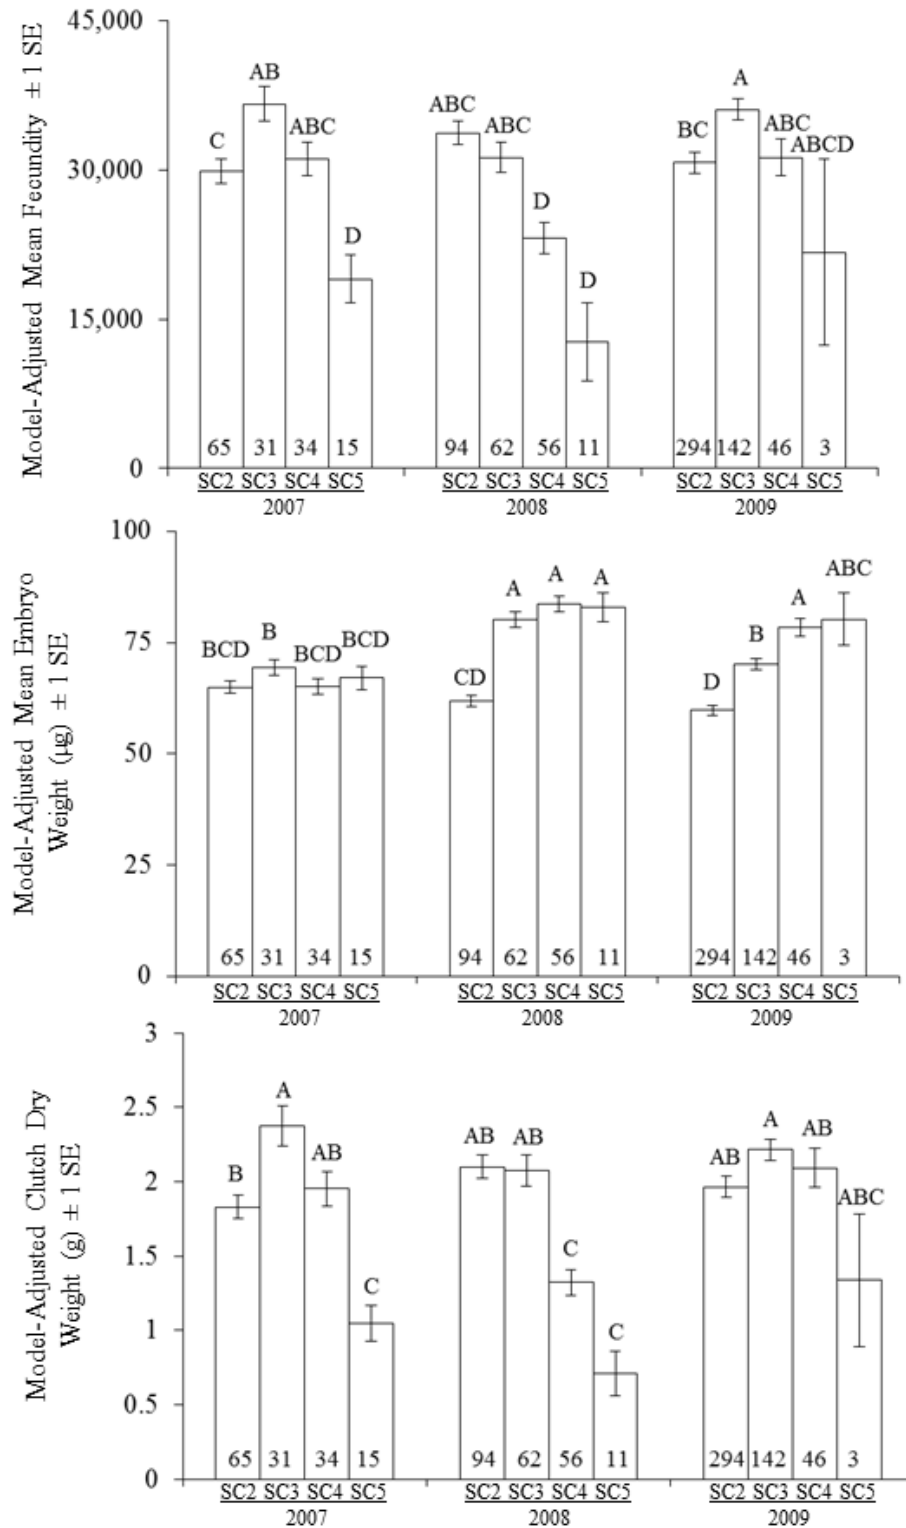 Model-Adjusted Mean Fecundity ± 1 SE
45,000
30,000
15,000
0
C AB ABC D ABC ABC D D BC A ABC ABCD
65 31 34 15 94 62 56 11 294 142 46 3
SC2 SC3 SC4 SC5 SC2 SC3 SC4 SC5 SC2 SC3 SC4 SC5
2007 2008 2009
Model-Adjusted Mean Embryo
Weight (µg) ± 1 SE
100
75
50
25
0
BCD B BCD BCD CD A A A D B A ABC
65 31 34 15 94 62 56 11 294 142 46 3
SC2 SC3 SC4 SC5 SC2 SC3 SC4 SC5 SC2 SC3 SC4 SC5
2007 2008 2009
Model-Adjusted Clutch Dry
Weight (g) ± 1 SE
3
2.5
2
1.5
1
0.5
0
B A AB C AB AB C C AB A AB ABC
65 31 34 15 94 62 56 11 294 142 46 3
SC2 SC3 SC4 SC5 SC2 SC3 SC4 SC5 SC2 SC3 SC4 SC5
2007 2008 2009